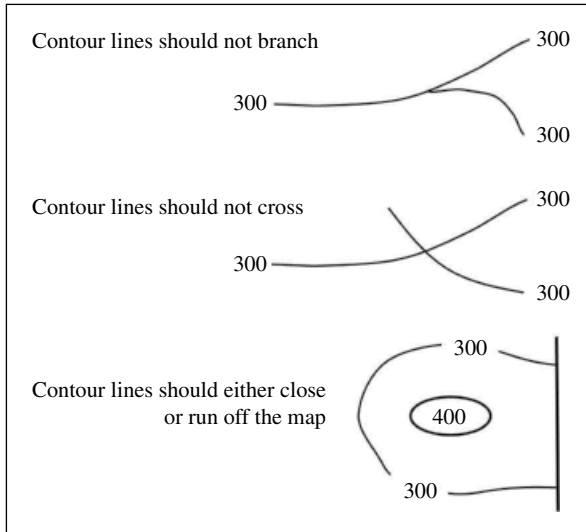 Contour lines should not branch
300
300
300
Contour lines should not cross
300
300
300
Contour lines should either close
or run off the map
300
400
300